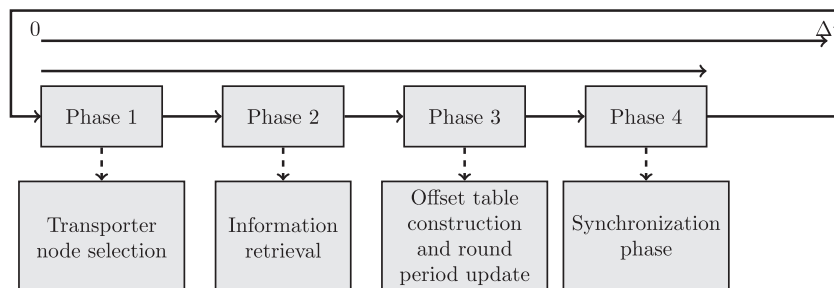 0
Δ
Phase 1
Phase 2
Phase 3
Phase 4
Transporter
node selection
Information
retrieval
Offset table
construction
and round
period update
Synchronization
phase